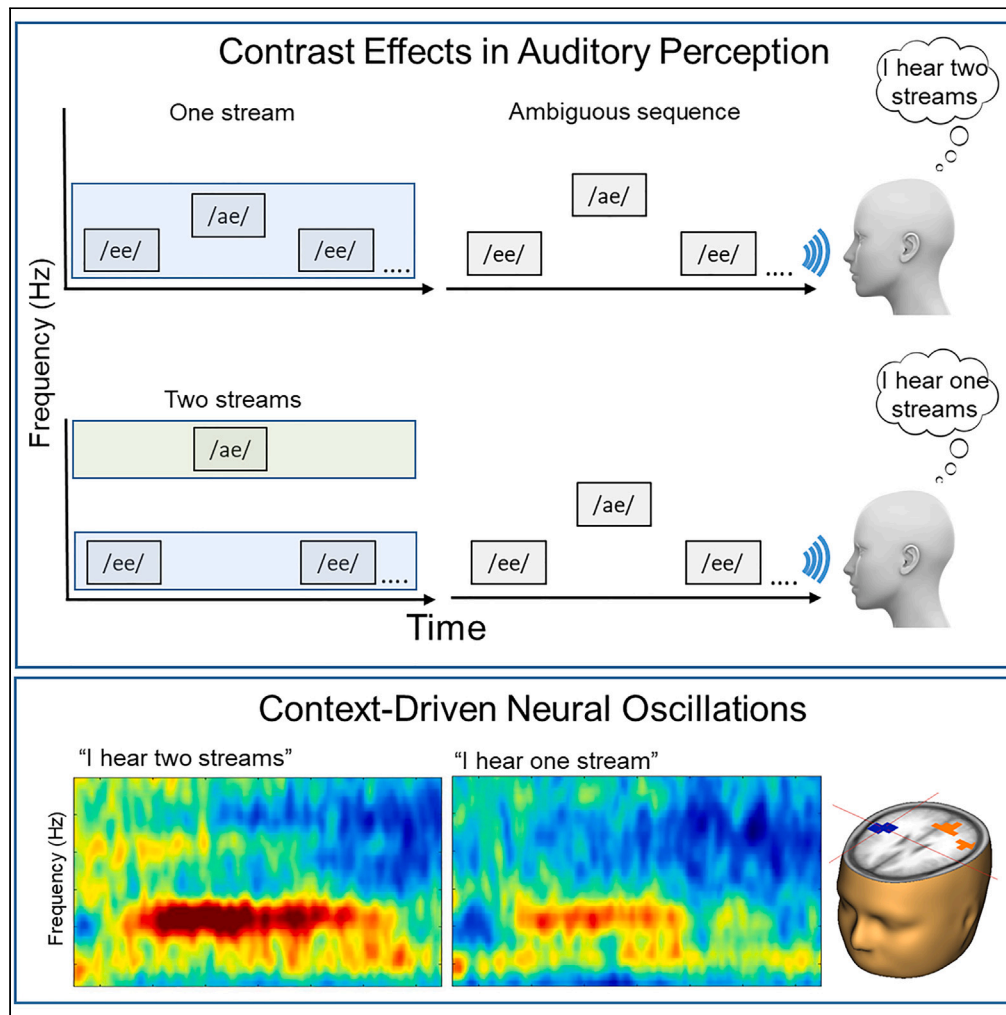 Contrast Effects in Auditory Perception
I hear two
streams
One stream
Ambiguous sequence
/ae/
/ae/
/ee/
/ee/
....
/ee/
/ee/
....
Frequency (Hz)
I hear one
streams
Two streams
/ae/
/ae/
/ee/
/ee/
....
/ee/
/ee/
....
Time
Context-Driven Neural Oscillations
“I hear two streams”
“I hear one stream”
Frequency (Hz)